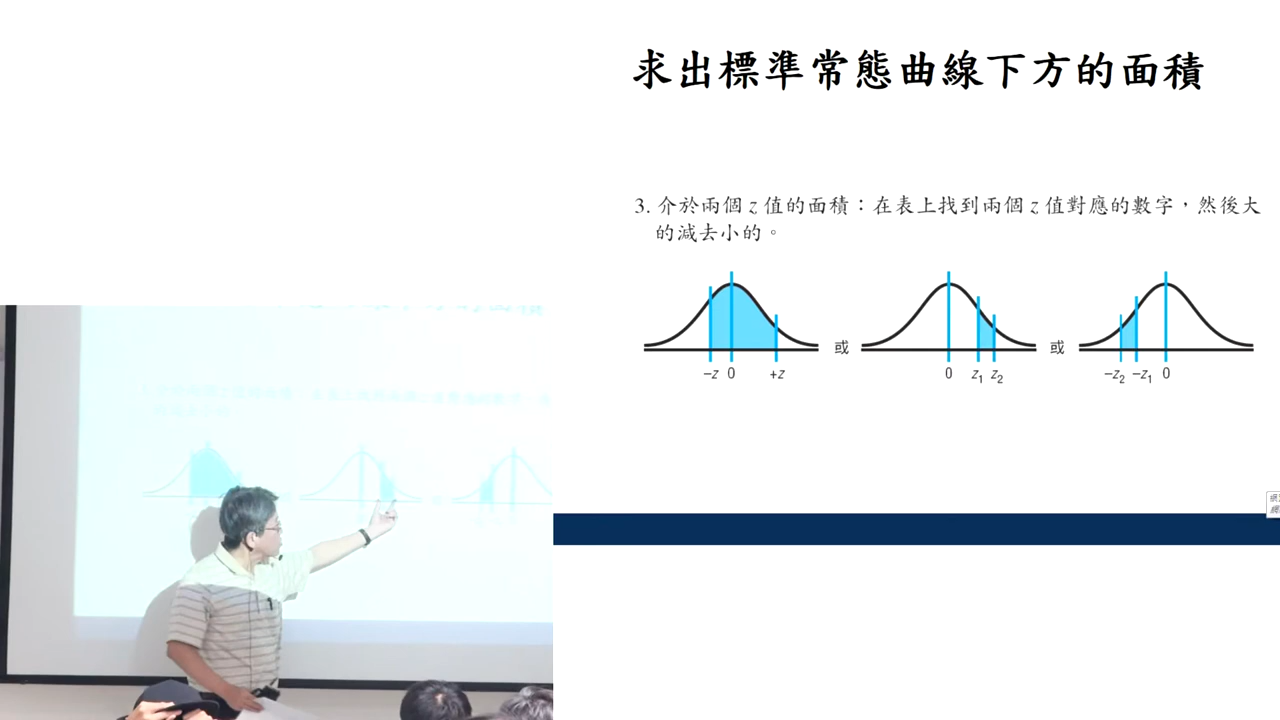 求出標準常態曲線下方的面積
3. 介於兩個 z 值的面積：在表上找到兩個 z 值對應的數字，然後大
的減去小的。
或
或
−z 0 +z
0 z1 z2
−z2 −z1 0